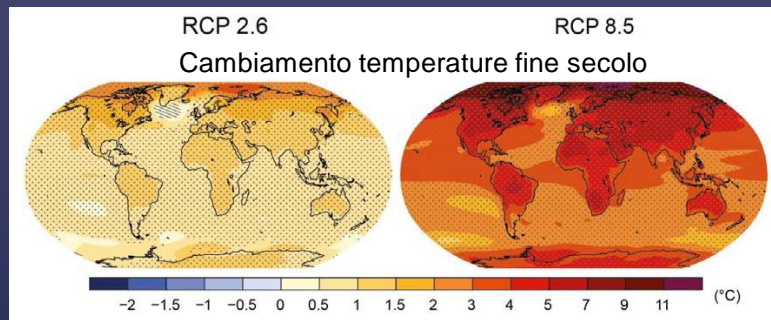 RCP 2.6 RCP 8.5
Cambiamento temperature fine secolo
−2 −1.5 −1 −0.5 0 0.5 1 1.5 2 3 4 5 7 9 11 (°C)